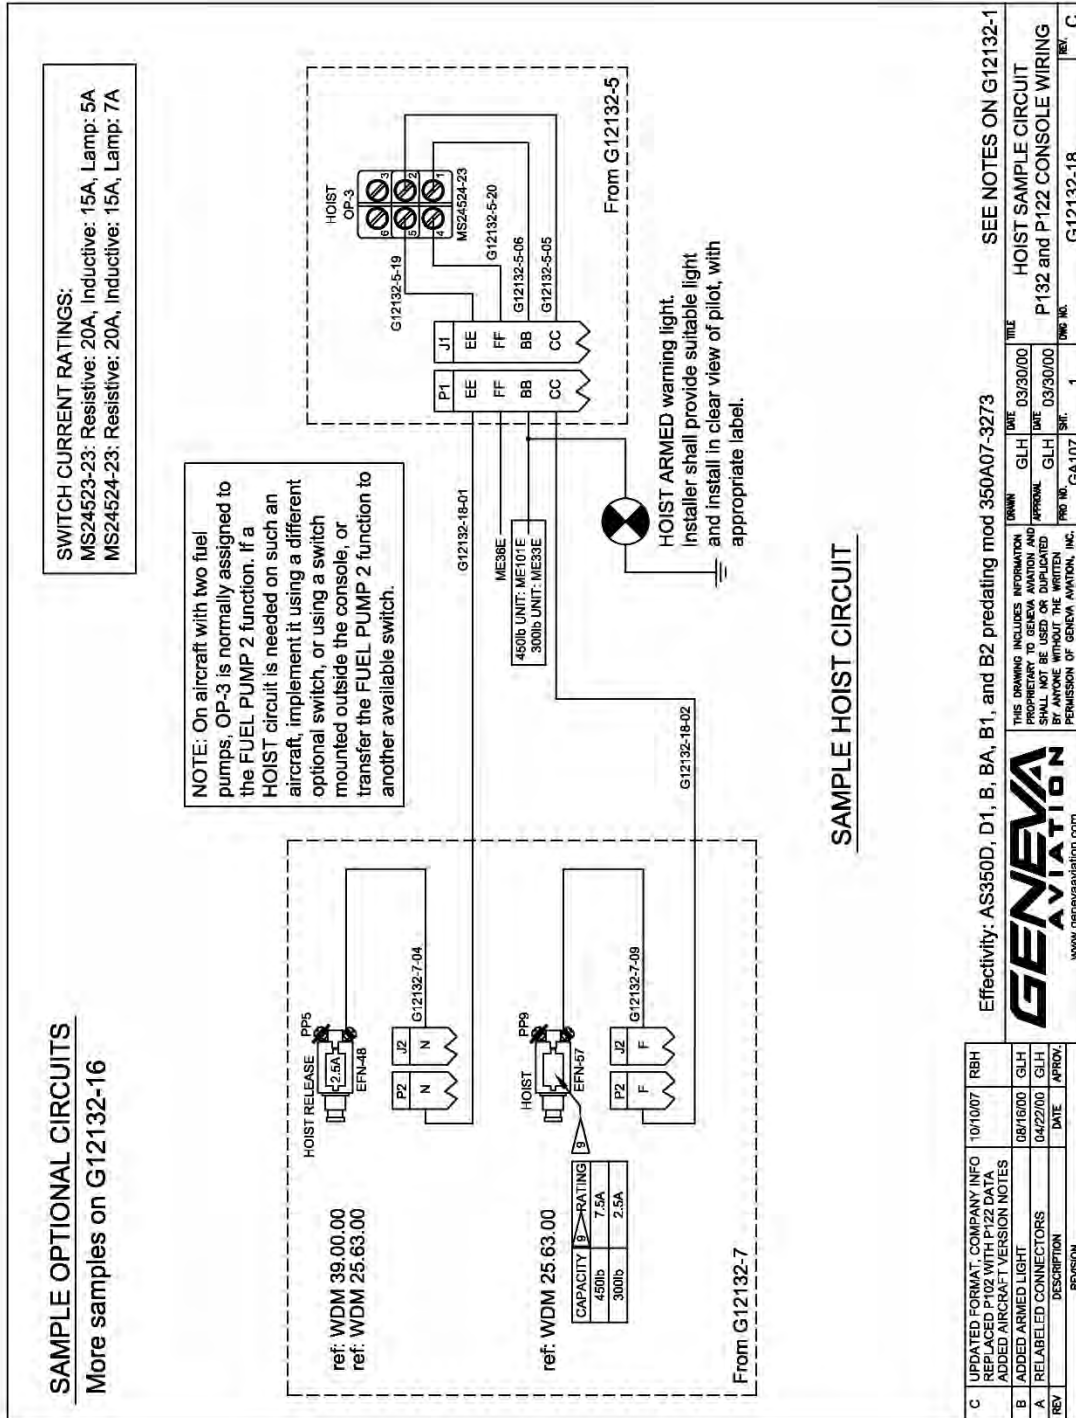 SAMPLE OPTIONAL CIRCUITS
More samples on G12132-16
SWITCH CURRENT RATINGS:
MS24523-23: Resistive: 20A, Inductive: 15A, Lamp: 5A
MS24524-23: Resistive: 20A, Inductive: 15A, Lamp: 7A
NOTE: On aircraft with two fuel
pumps, OP-3 is normally assigned to
the FUEL PUMP 2 function. If a
HOIST circuit is needed on such an
aircraft, implement it using a different
optional switch, or using a switch
mounted outside the console, or
transfer the FUEL PUMP 2 function to
another available switch.
ref: WDM 39.00.00
ref: WDM 25.63.00
HOIST RELEASE
PP5
2.5A
EFN-48
G12132-7-04
P2
J2
N
N
ref: WDM 25.63.00
HOIST
PP9
EFN-57
G12132-7-09
P2
J2
F
F
9
CAPACITY
9
RATING
450lb
7.5A
300lb
2.5A
From G12132-7
G12132-18-01
ME36E
450lb UNIT: ME101E
300lb UNIT: ME33E
G12132-18-02
HOIST
OP-3
6
3
5
2
4
1
MS24524-23
G12132-5-19
G12132-5-20
G12132-5-06
G12132-5-05
P1
J1
EE
EE
FF
FF
BB
BB
CC
CC
From G12132-5
HOIST ARMED warning light.
Installer shall provide suitable light
and install in clear view of pilot, with
appropriate label.
SAMPLE HOIST CIRCUIT
Effectivity: AS350D, D1, B, BA, B1, and B2 predating mod 350A07-3273
SEE NOTES ON G12132-1
C
UPDATED FORMAT, COMPANY INFO
REPLACED P102 WITH P122 DATA
ADDED AIRCRAFT VERSION NOTES
10/10/07
RBH
B
ADDED ARMED LIGHT
08/16/00
GLH
A
RELABELED CONNECTORS
04/22/00
GLH
REV
DESCRIPTION
DATE
APROV.
REVISION
GENEVA
AVIATION
www.genevaaviation.com
THIS DRAWING INCLUDES INFORMATION
PROPRIETARY TO GENEVA AVIATION AND
SHALL NOT BE USED OR DUPLICATED
BY ANYONE WITHOUT THE WRITTEN
PERMISSION OF GENEVA AVIATION, INC.
DRAWN
GLH
DATE
03/30/00
APPROVAL
GLH
DATE
03/30/00
PRO NO.
GA107
SHT.
1
TITLE
HOIST SAMPLE CIRCUIT
P132 and P122 CONSOLE WIRING
DWG NO.
G12132-18
REV.
C